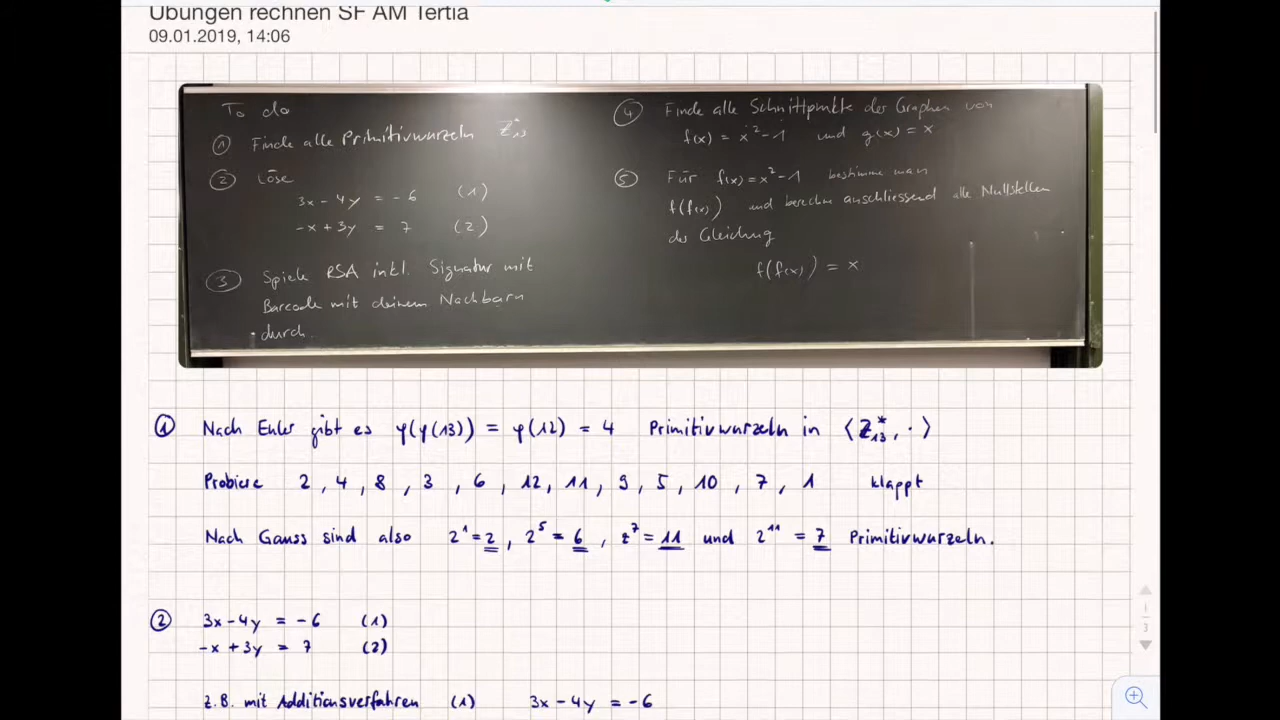 Übungen rechnen SF AM Tertia
09.01.2019, 14:06
To do
① Finde alle Primitivwurzeln Z*₁₃
② Löse
3x - 4y = -6 (1)
-x + 3y = 7 (2)
③ Spiele RSA inkl. Signatur mit
Barcode mit deinem Nachbarn
durch.
④ Finde alle Schnittpunkte der Graphen von
f(x) = x² - 1 und g(x) = x
⑤ Für f(x) = x² - 1 bestimme man
f(f(x)) und berechne anschliessend alle Nullstellen
der Gleichung
f(f(x)) = x
① Nach Euler gibt es φ(φ(13)) = φ(12) = 4 Primitivwurzeln in ⟨Z*₁₃, ·⟩
Probiere 2, 4, 8, 3, 6, 12, 11, 9, 5, 10, 7, 1 klappt
Nach Gauss sind also 2¹ = 2, 2⁵ = 6, 2⁷ = 11 und 2¹¹ = 7 Primitivwurzeln.
② 3x - 4y = -6 (1)
-x + 3y = 7 (2)
z.B. mit Additionsverfahren (1) 3x - 4y = -6
1
3